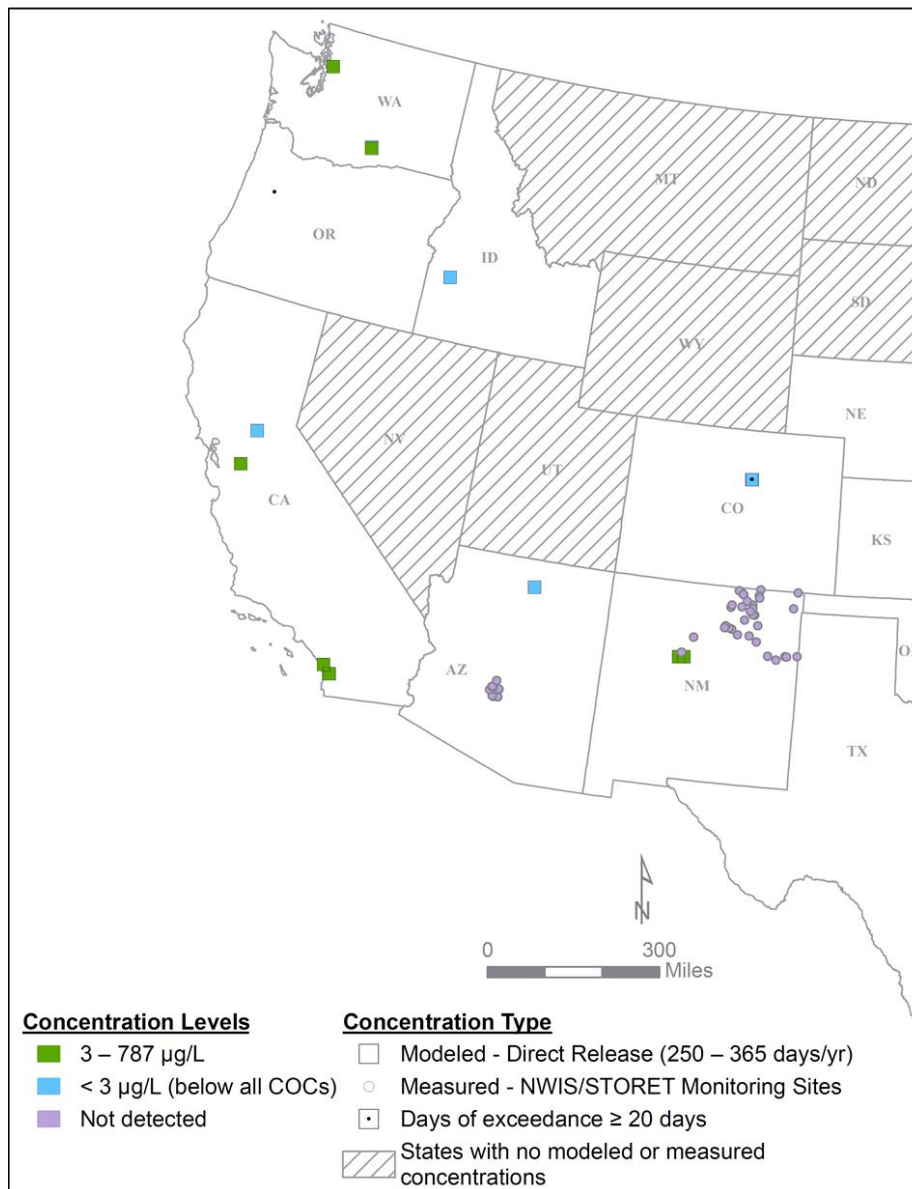 WA
MT
ND
OR
ID
SD
WY
NE
NV
UT
CA
CO
KS
AZ
NM
OK
TX
N
0 300
Miles
Concentration Levels
3 – 787 µg/L
< 3 µg/L (below all COCs)
Not detected
Concentration Type
Modeled - Direct Release (250 – 365 days/yr)
Measured - NWIS/STORET Monitoring Sites
Days of exceedance ≥ 20 days
States with no modeled or measured
concentrations